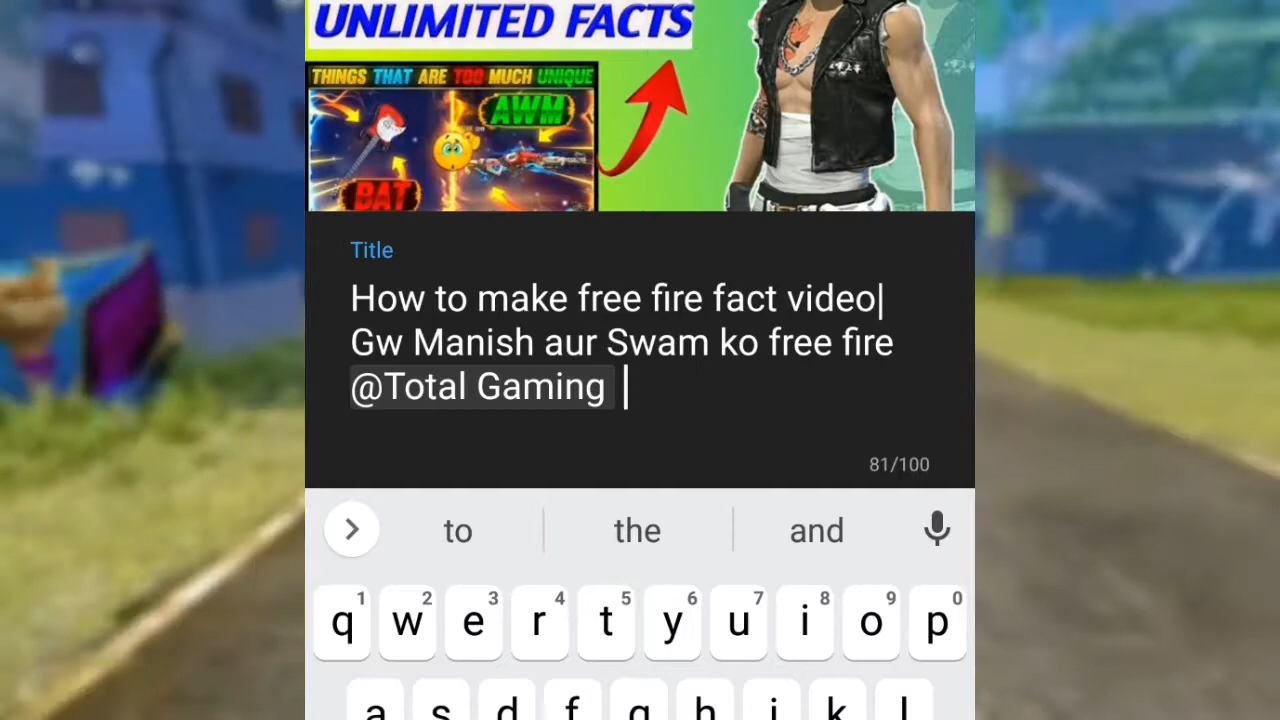 UNLIMITED FACTS
THINGS THAT ARE TOO MUCH UNIQUE
AWM
BAT
Title
How to make free fire fact video|
Gw Manish aur Swam ko free fire
@Total Gaming
81/100
to the and
1 2 3 4 5 6 7 8 9 0
q w e r t y u i o p
a s d f g h j k l